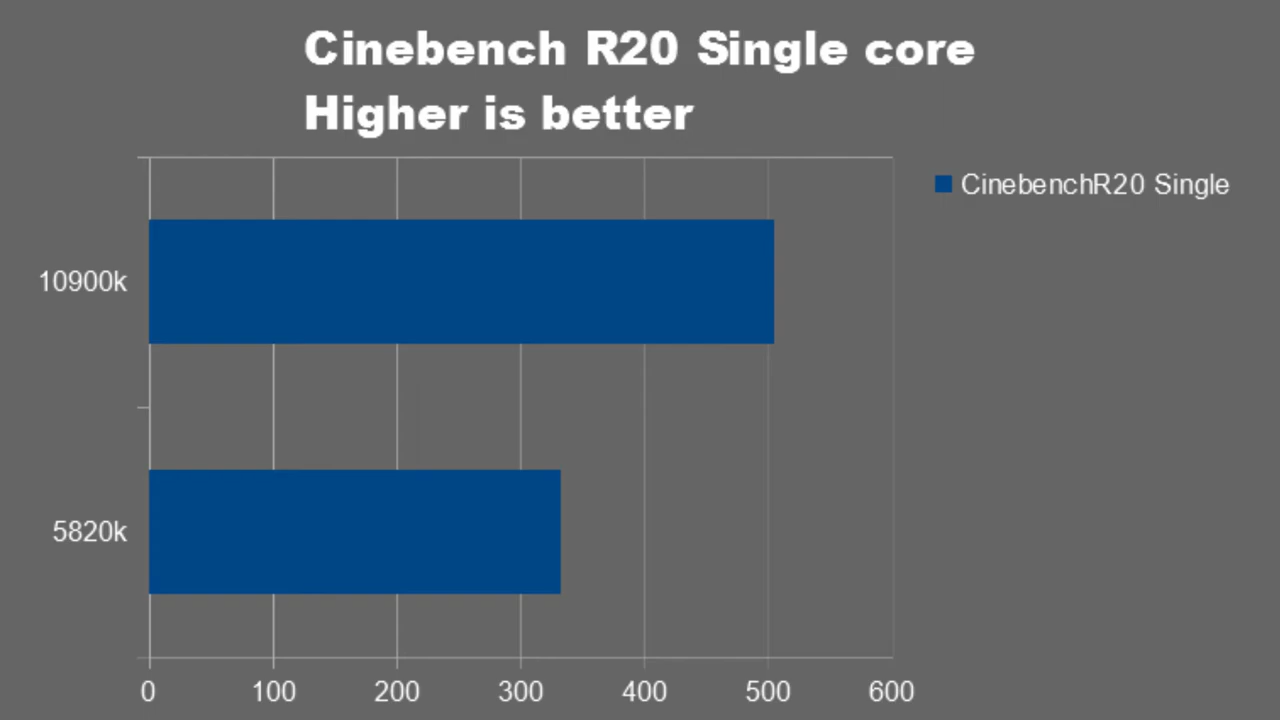 Cinebench R20 Single core
Higher is better
CinebenchR20 Single
10900k
5820k
0 100 200 300 400 500 600